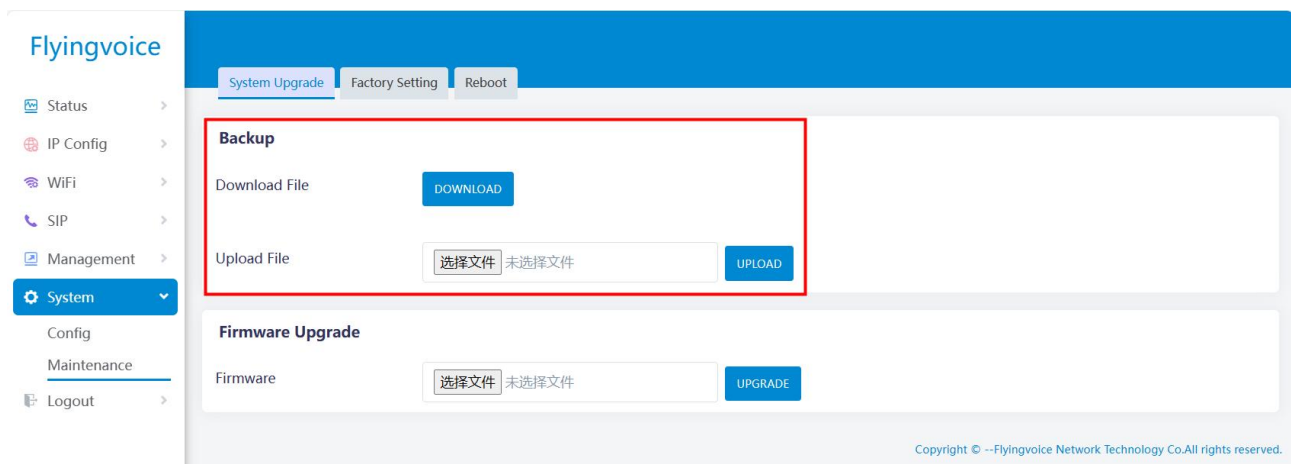 Flyingvoice
System Upgrade Factory Setting Reboot
Status
IP Config
WiFi
SIP
Management
System
Config
Maintenance
Logout
Backup
Download File DOWNLOAD
Upload File 选择文件 未选择文件 UPLOAD
Firmware Upgrade
Firmware 选择文件 未选择文件 UPGRADE
Copyright © --Flyingvoice Network Technology Co.All rights reserved.